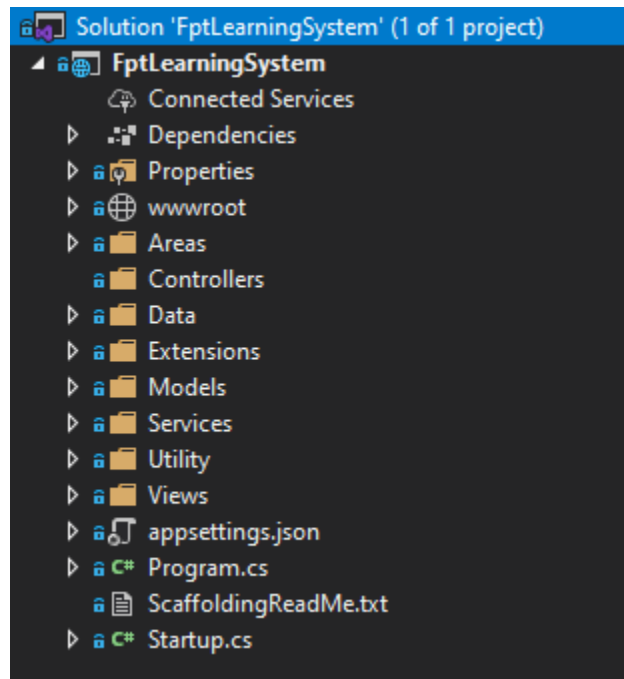 Solution 'FptLearningSystem' (1 of 1 project)
FptLearningSystem
Connected Services
Dependencies
Properties
wwwroot
Areas
Controllers
Data
Extensions
Models
Services
Utility
Views
appsettings.json
C# Program.cs
ScaffoldingReadMe.txt
C# Startup.cs